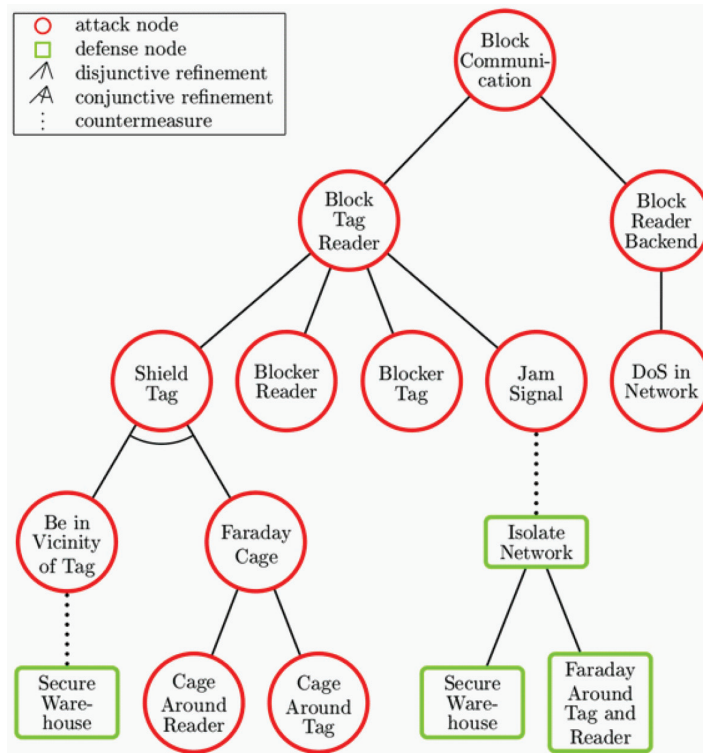 attack node
defense node
disjunctive refinement
conjunctive refinement
countermeasure
Block
Communi-
cation
Block
Tag
Reader
Block
Reader
Backend
Shield
Tag
Blocker
Reader
Blocker
Tag
Jam
Signal
DoS in
Network
Be in
Vicinity
of Tag
Faraday
Cage
Isolate
Network
Secure
Ware-
house
Cage
Around
Reader
Cage
Around
Tag
Secure
Ware-
house
Faraday
Around
Tag and
Reader